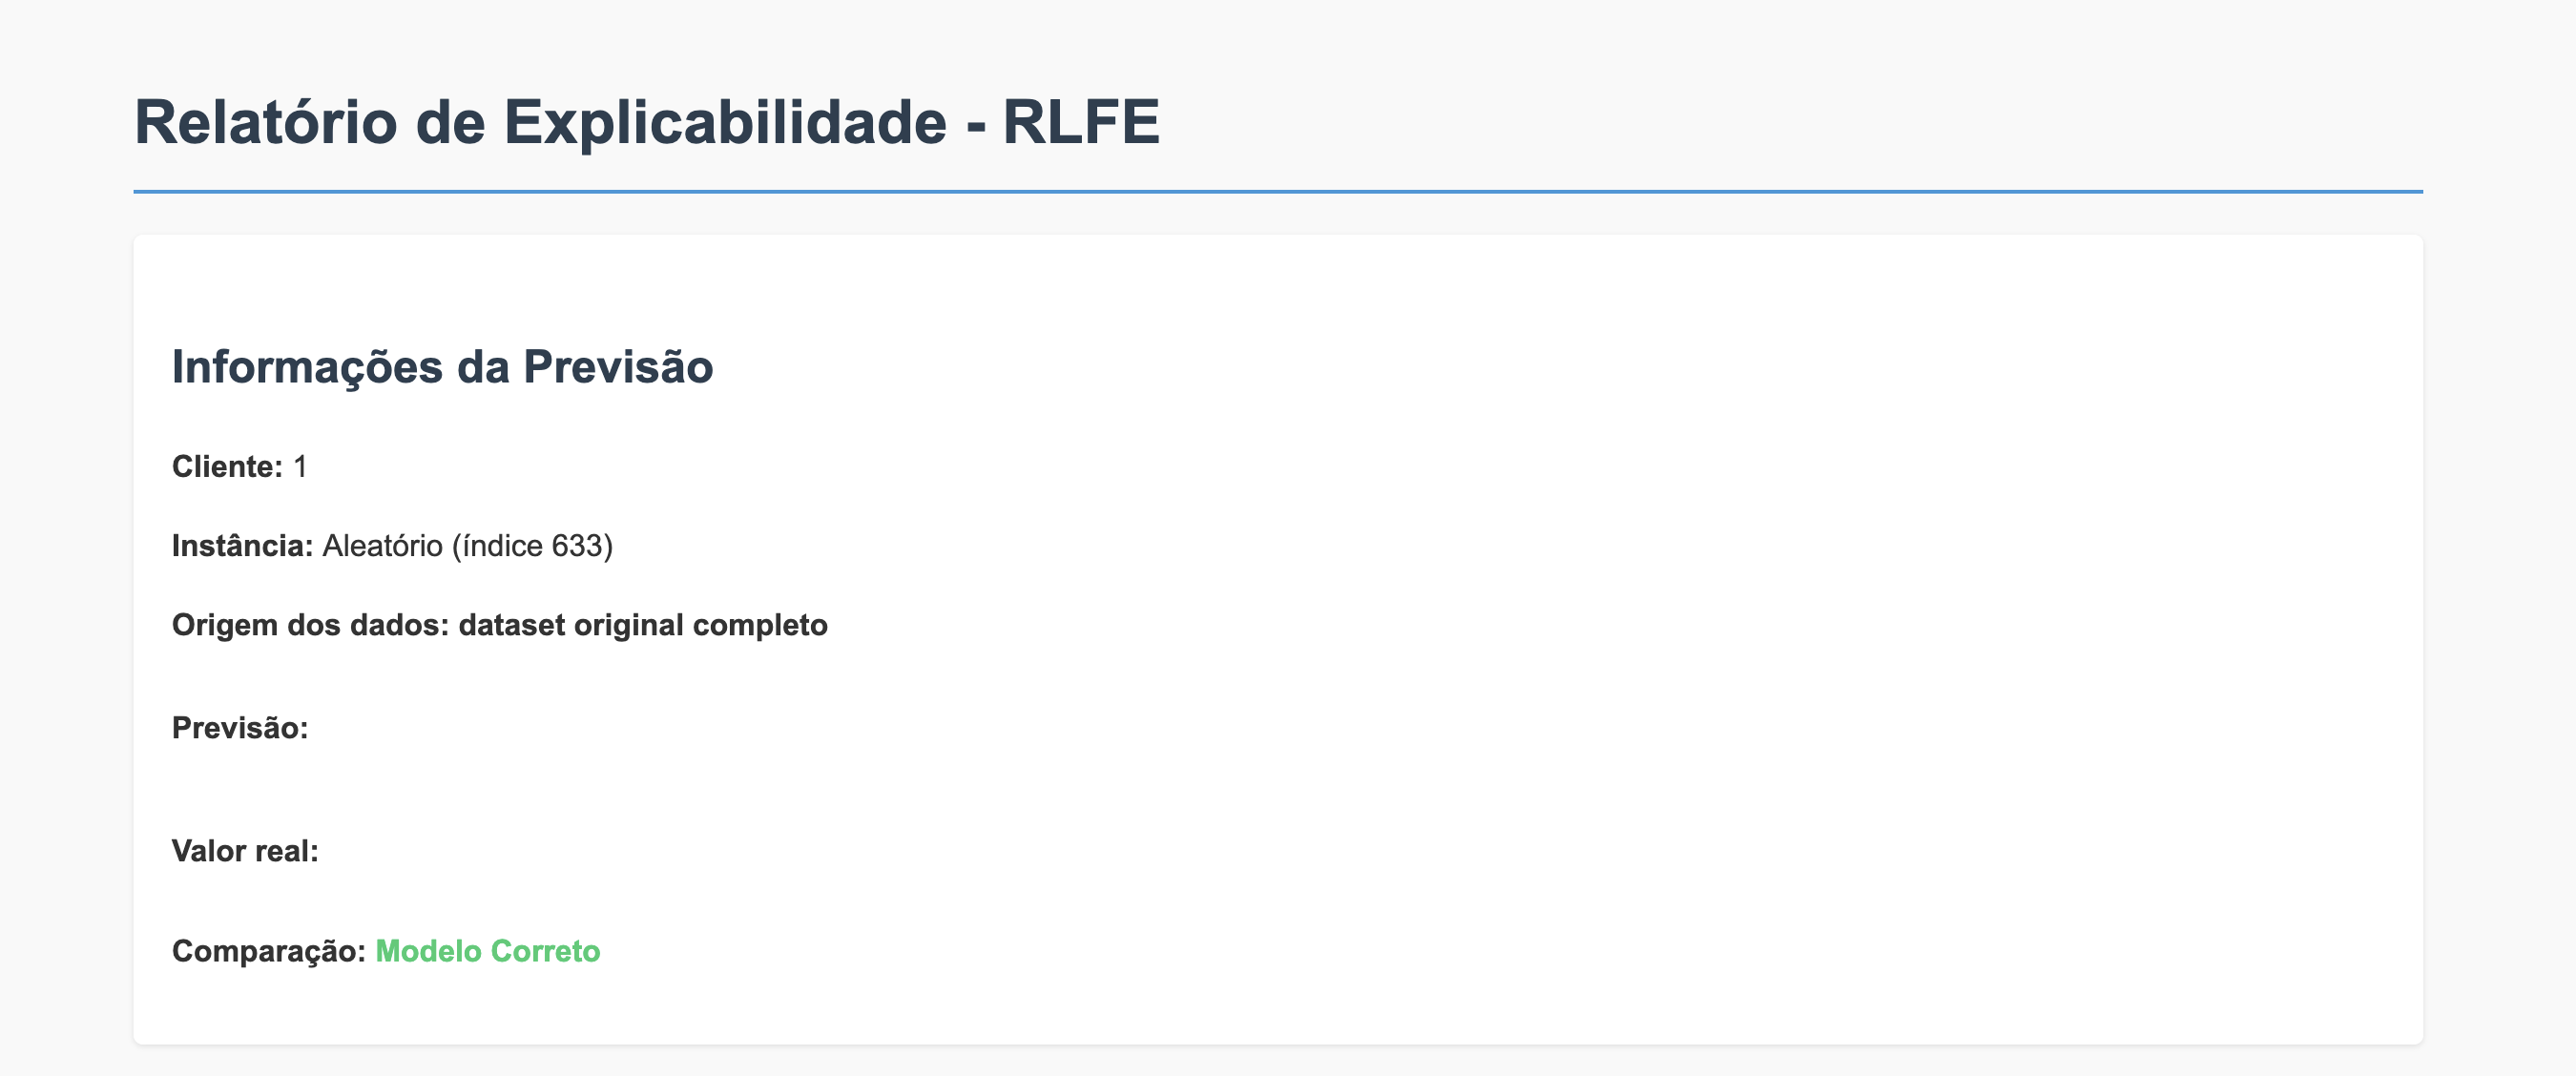 Relatório de Explicabilidade - RLFE
Informações da Previsão
Cliente: 1
Instância: Aleatório (índice 633)
Origem dos dados: dataset original completo
Previsão:
Valor real:
Comparação: Modelo Correto